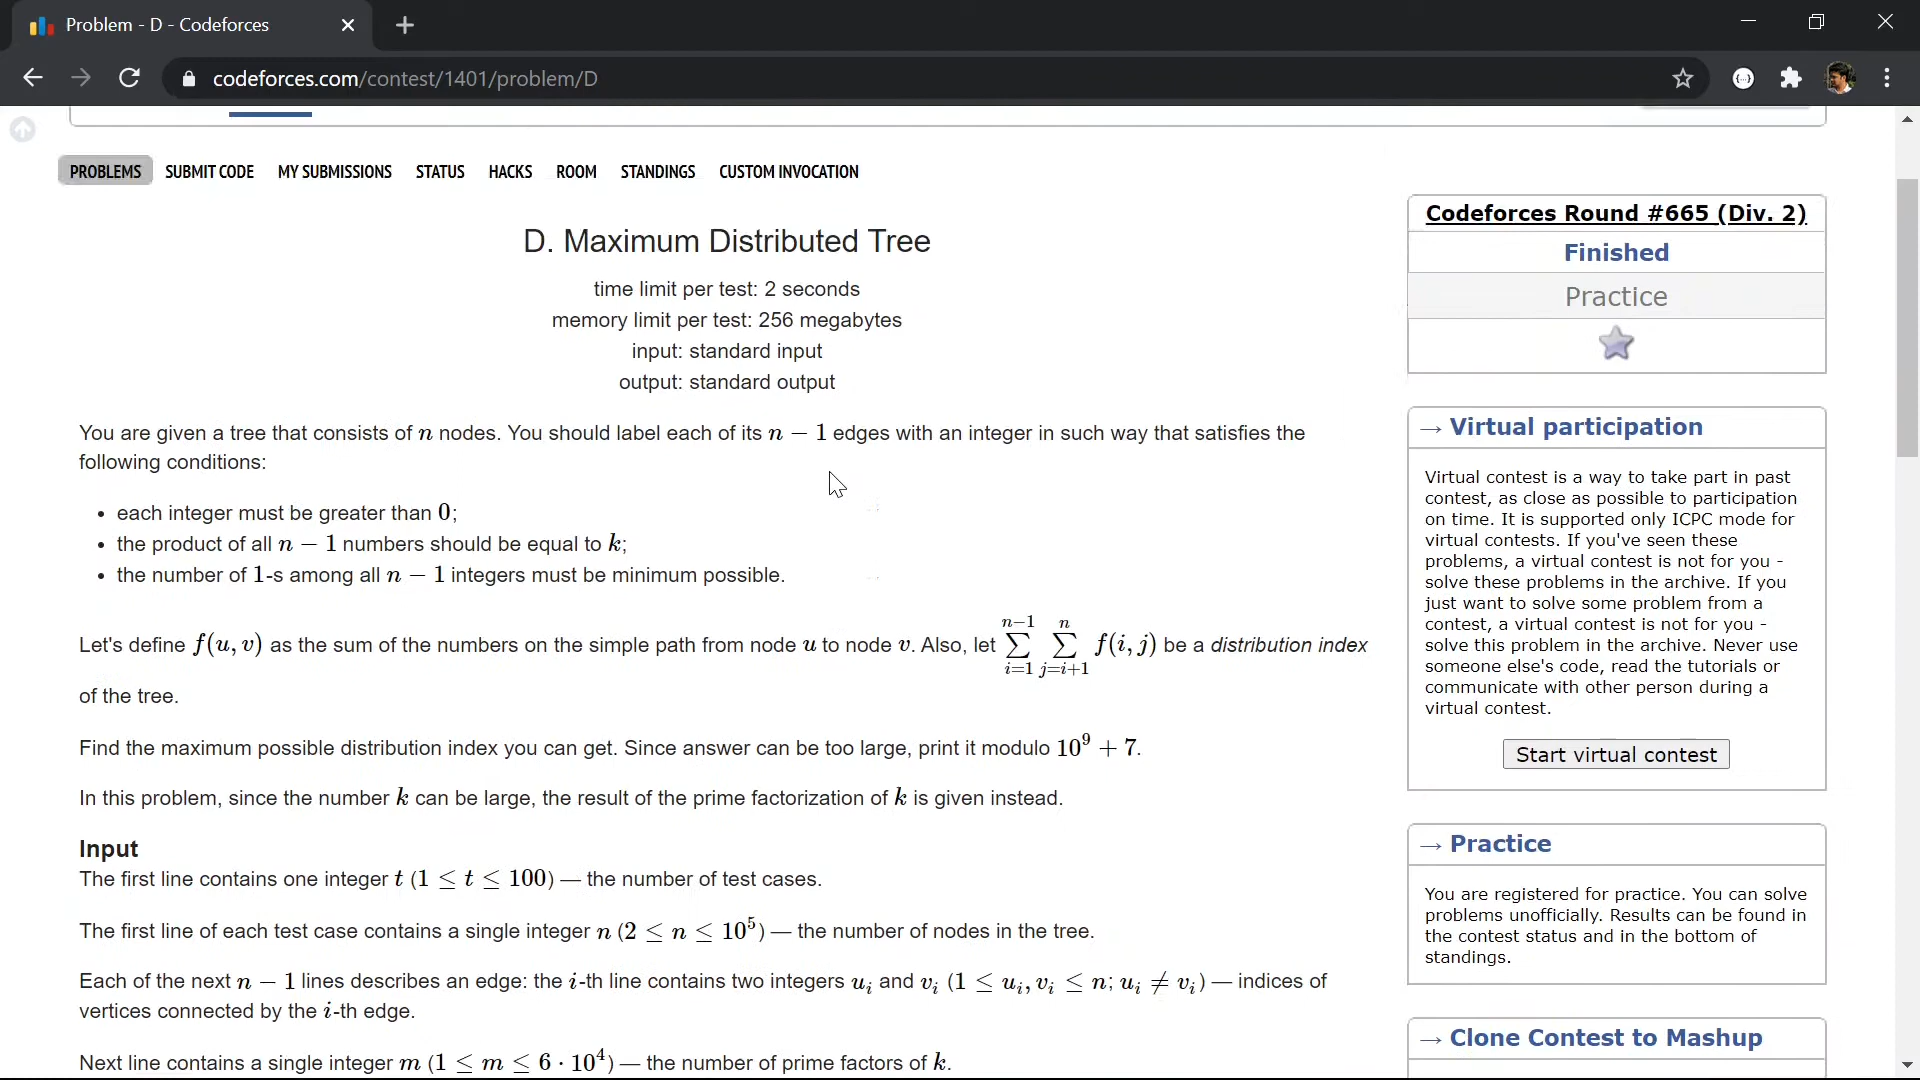 Problem - D - Codeforces
codeforces.com/contest/1401/problem/D
PROBLEMS SUBMIT CODE MY SUBMISSIONS STATUS HACKS ROOM STANDINGS CUSTOM INVOCATION
D. Maximum Distributed Tree
time limit per test: 2 seconds
memory limit per test: 256 megabytes
input: standard input
output: standard output
You are given a tree that consists of n nodes. You should label each of its n − 1 edges with an integer in such way that satisfies the
following conditions:
• each integer must be greater than 0;
• the product of all n − 1 numbers should be equal to k;
• the number of 1-s among all n − 1 integers must be minimum possible.
Let's define f(u, v) as the sum of the numbers on the simple path from node u to node v. Also, let ∑_{i=1}^{n−1} ∑_{j=i+1}^{n} f(i, j) be a distribution index
of the tree.
Find the maximum possible distribution index you can get. Since answer can be too large, print it modulo 10⁹ + 7.
In this problem, since the number k can be large, the result of the prime factorization of k is given instead.
Input
The first line contains one integer t (1 ≤ t ≤ 100) — the number of test cases.
The first line of each test case contains a single integer n (2 ≤ n ≤ 10⁵) — the number of nodes in the tree.
Each of the next n − 1 lines describes an edge: the i-th line contains two integers uᵢ and vᵢ (1 ≤ uᵢ, vᵢ ≤ n; uᵢ ≠ vᵢ) — indices of
vertices connected by the i-th edge.
Next line contains a single integer m (1 ≤ m ≤ 6 · 10⁴) — the number of prime factors of k.
Codeforces Round #665 (Div. 2)
Finished
Practice
→ Virtual participation
Virtual contest is a way to take part in past
contest, as close as possible to participation
on time. It is supported only ICPC mode for
virtual contests. If you've seen these
problems, a virtual contest is not for you -
solve these problems in the archive. If you
just want to solve some problem from a
contest, a virtual contest is not for you -
solve this problem in the archive. Never use
someone else's code, read the tutorials or
communicate with other person during a
virtual contest.
Start virtual contest
→ Practice
You are registered for practice. You can solve
problems unofficially. Results can be found in
the contest status and in the bottom of
standings.
→ Clone Contest to Mashup